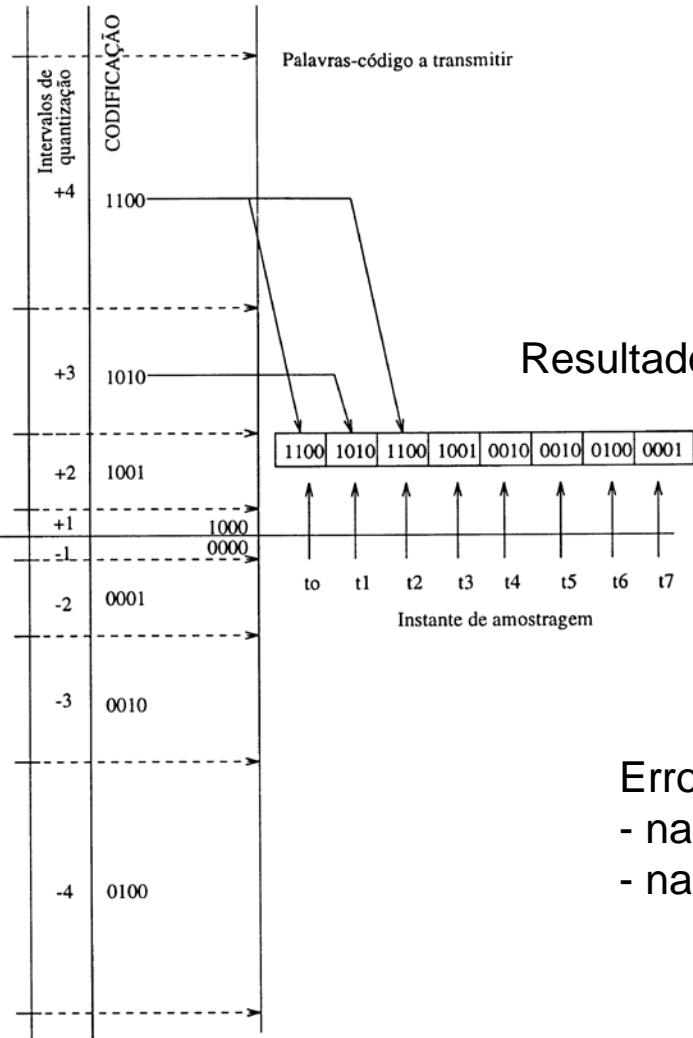 Intervalos de
quantização
CODIFICAÇÃO
Palavras-código a transmitir
+4 1100
+3 1010
Resultado
1100 1010 1100 1001 0010 0010 0100 0001
+2 1001
+1 1000
-1 0000
to t1 t2 t3 t4 t5 t6 t7
-2 0001
Instante de amostragem
-3 0010
Erro
- na
- na
-4 0100